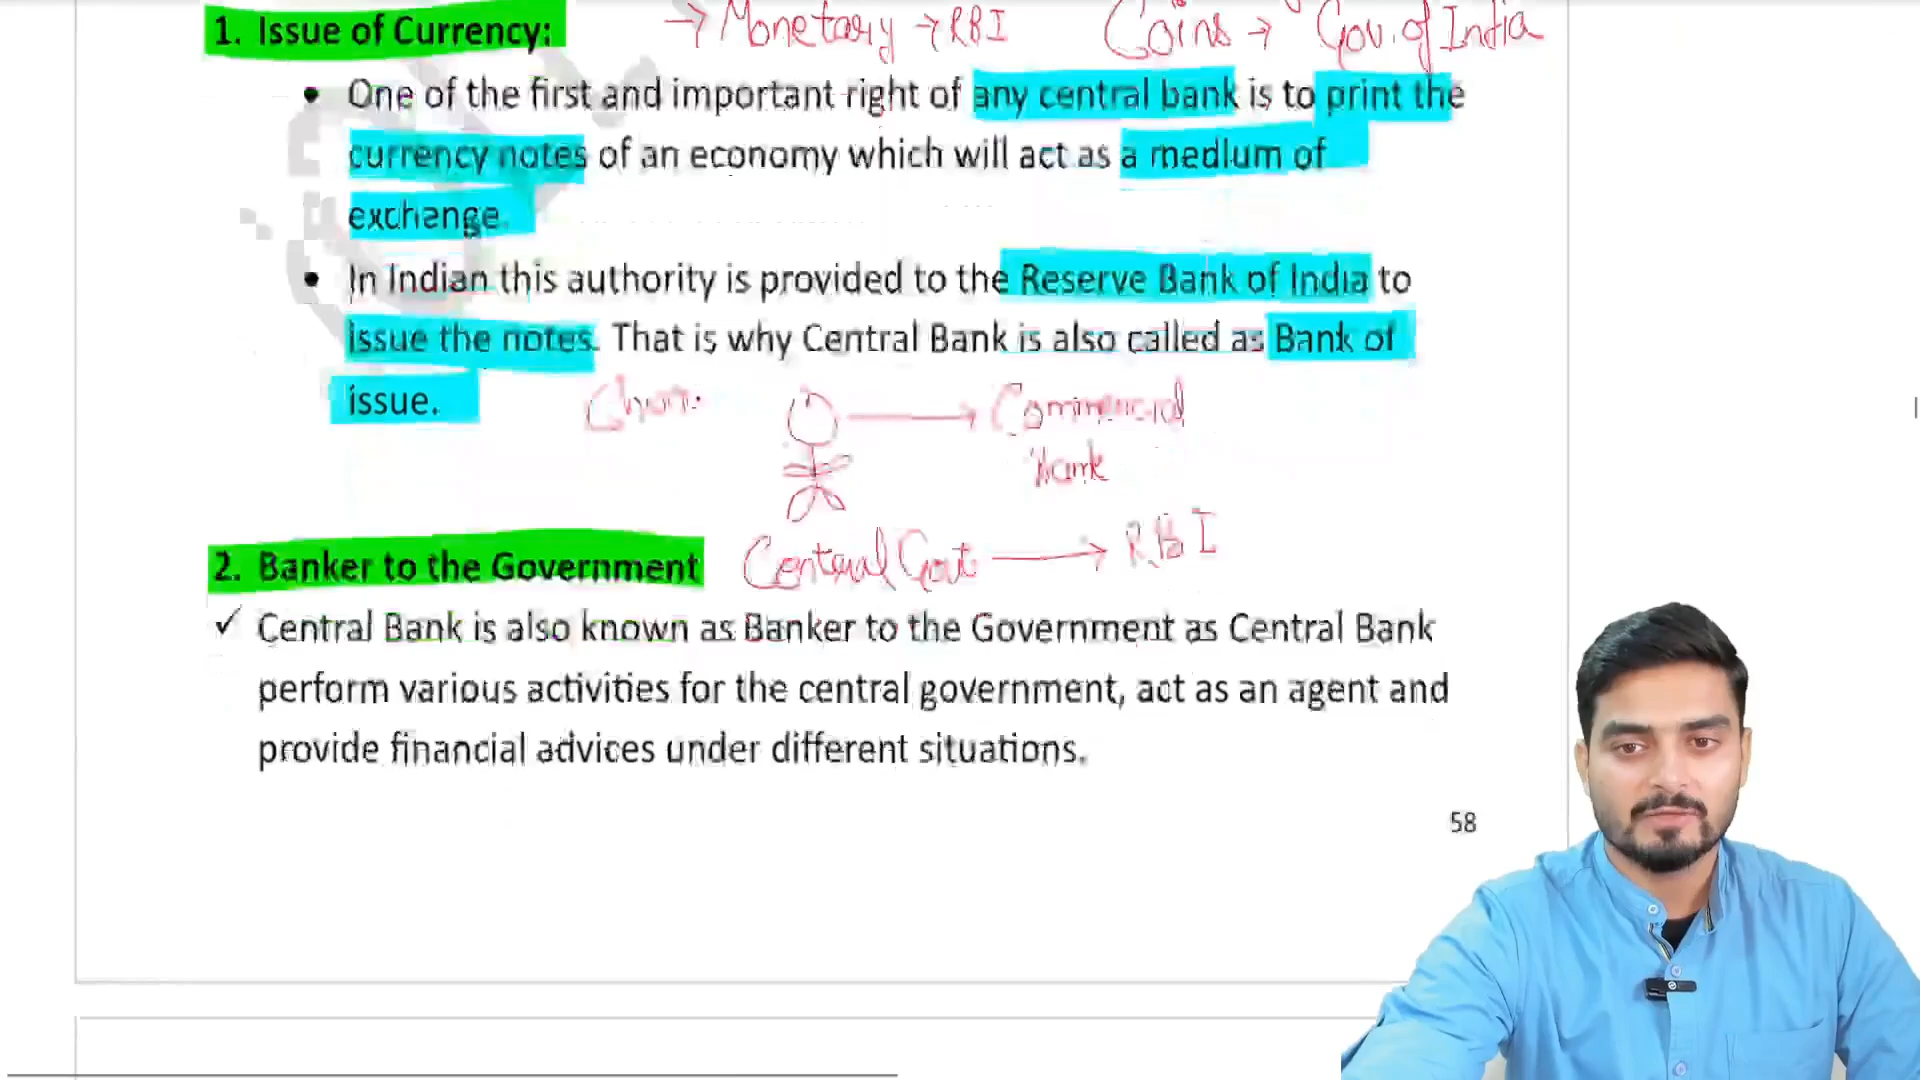 1. Issue of Currency:
→ Monetary → RBI
Coins → Gov. of India
• One of the first and important right of any central bank is to print the
currency notes of an economy which will act as a medium of
exchange.
• In Indian this authority is provided to the Reserve Bank of India to
issue the notes. That is why Central Bank is also called as Bank of
issue.
→ Commercial
Bank
2. Banker to the Government
Central Govt → RBI
✓ Central Bank is also known as Banker to the Government as Central Bank
perform various activities for the central government, act as an agent and
provide financial advices under different situations.
58